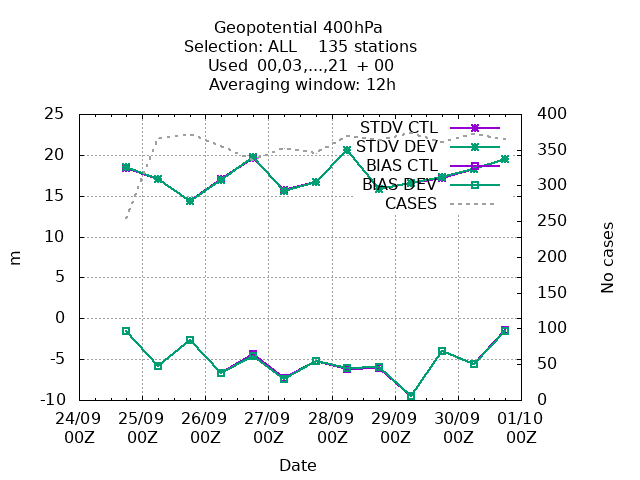 Geopotential 400hPa
Selection: ALL    135 stations
Used  00,03,...,21  + 00
Averaging window: 12h
STDV CTL
STDV DEV
BIAS CTL
BIAS DEV
CASES
25
20
15
10
5
0
-5
-10
m
400
350
300
250
200
150
100
50
0
No cases
24/09 25/09 26/09 27/09 28/09 29/09 30/09 01/10
00Z 00Z 00Z 00Z 00Z 00Z 00Z 00Z
Date